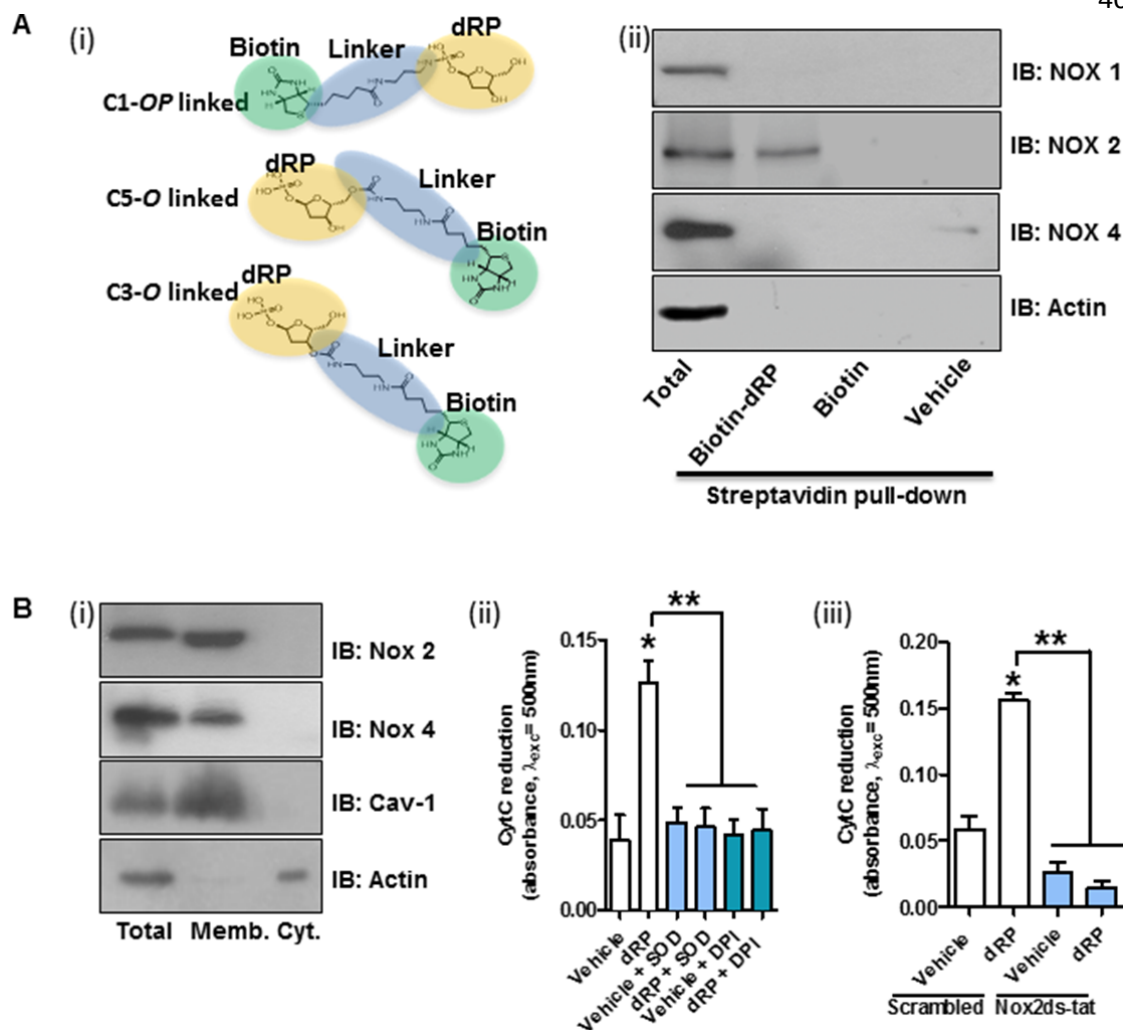 A
(i)
Biotin
Linker
dRP
C1-OP linked
dRP
Linker
C5-O linked
Biotin
dRP
C3-O linked
Linker
Biotin
(ii)
IB: NOX 1
IB: NOX 2
IB: NOX 4
IB: Actin
Total
Biotin-dRP
Biotin
Vehicle
Streptavidin pull-down
B
(i)
IB: Nox 2
IB: Nox 4
IB: Cav-1
IB: Actin
Total Memb. Cyt.
(ii)
CytC reduction
(absorbance, λexc= 500nm)
0.15
0.10
0.05
0.00
*
**
Vehicle
dRP
Vehicle + SOD
dRP + SOD
Vehicle + DPI
dRP + DPI
(iii)
CytC reduction
(absorbance, λexc= 500nm)
0.20
0.15
0.10
0.05
0.00
*
**
Vehicle
dRP
Vehicle
dRP
Scrambled Nox2ds-tat